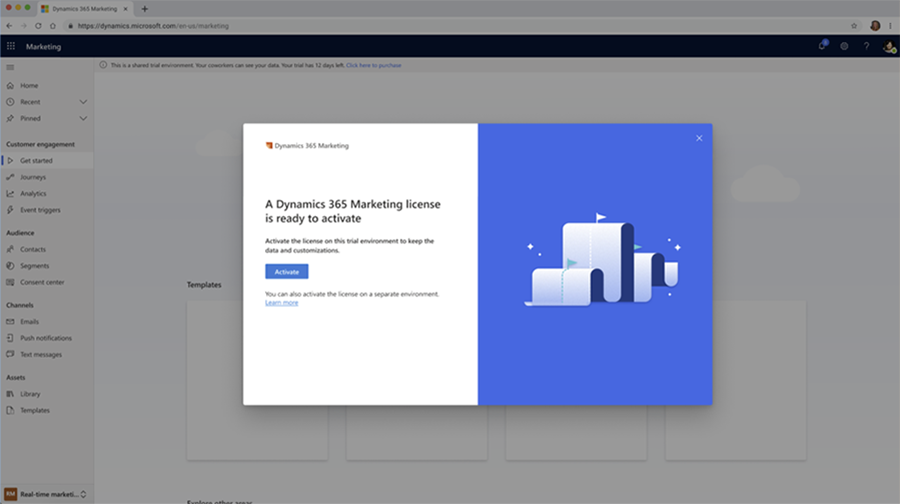 Dynamics 365 Marketing
https://dynamics.microsoft.com/en-us/marketing
Marketing
This is a shared trial environment. Your coworkers can see your data. Your trial has 12 days left. Click here to purchase
Home
Recent
Pinned
Customer engagement
Get started
Journeys
Analytics
Event triggers
Audience
Contacts
Segments
Consent center
Channels
Emails
Push notifications
Text messages
Assets
Library
Templates
RM Real-time marketi...
Dynamics 365 Marketing
A Dynamics 365 Marketing license
is ready to activate
Activate the license on this trial environment to keep the
data and customizations.
Activate
You can also activate the license on a separate environment.
Learn more
Templates
Explore other areas